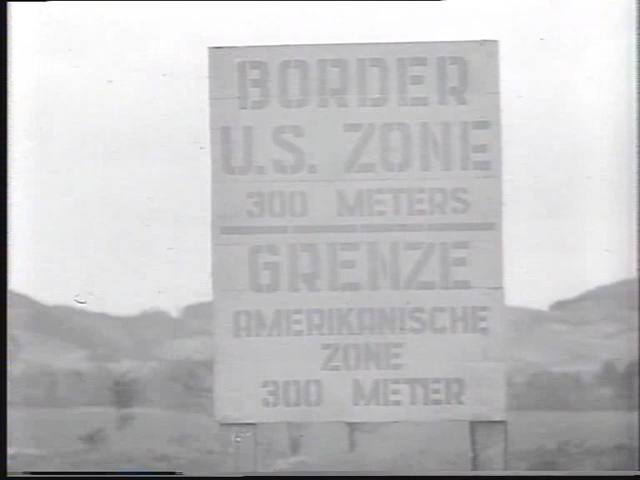 BORDER
U.S. ZONE
300 METERS
GRENZE
AMERIKANISCHE
ZONE
300 METER